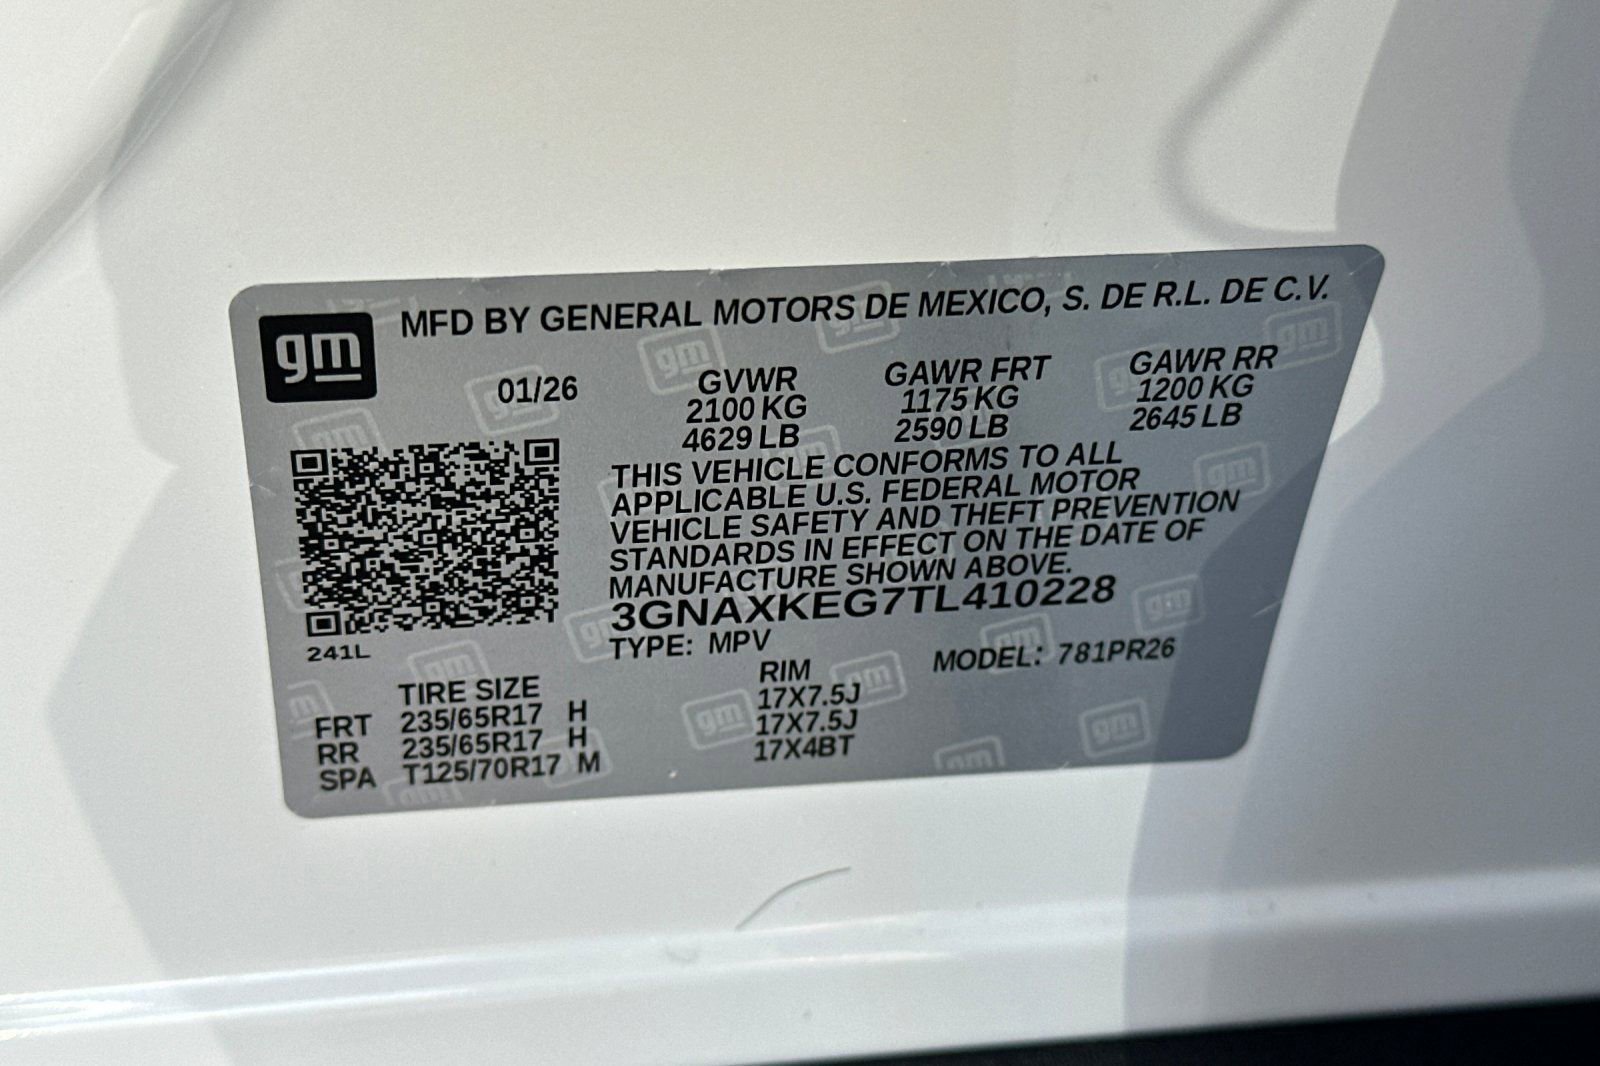 gm
MFD BY GENERAL MOTORS DE MEXICO, S. DE R.L. DE C.V.
01/26 GVWR GAWR FRT GAWR RR
2100 KG 1175 KG 1200 KG
4629 LB 2590 LB 2645 LB
THIS VEHICLE CONFORMS TO ALL
APPLICABLE U.S. FEDERAL MOTOR
VEHICLE SAFETY AND THEFT PREVENTION
STANDARDS IN EFFECT ON THE DATE OF
MANUFACTURE SHOWN ABOVE.
3GNAXKEG7TL410228
241L
TYPE: MPV MODEL: 781PR26
TIRE SIZE RIM
FRT 235/65R17 H 17X7.5J
RR 235/65R17 H 17X7.5J
SPA T125/70R17 M 17X4BT